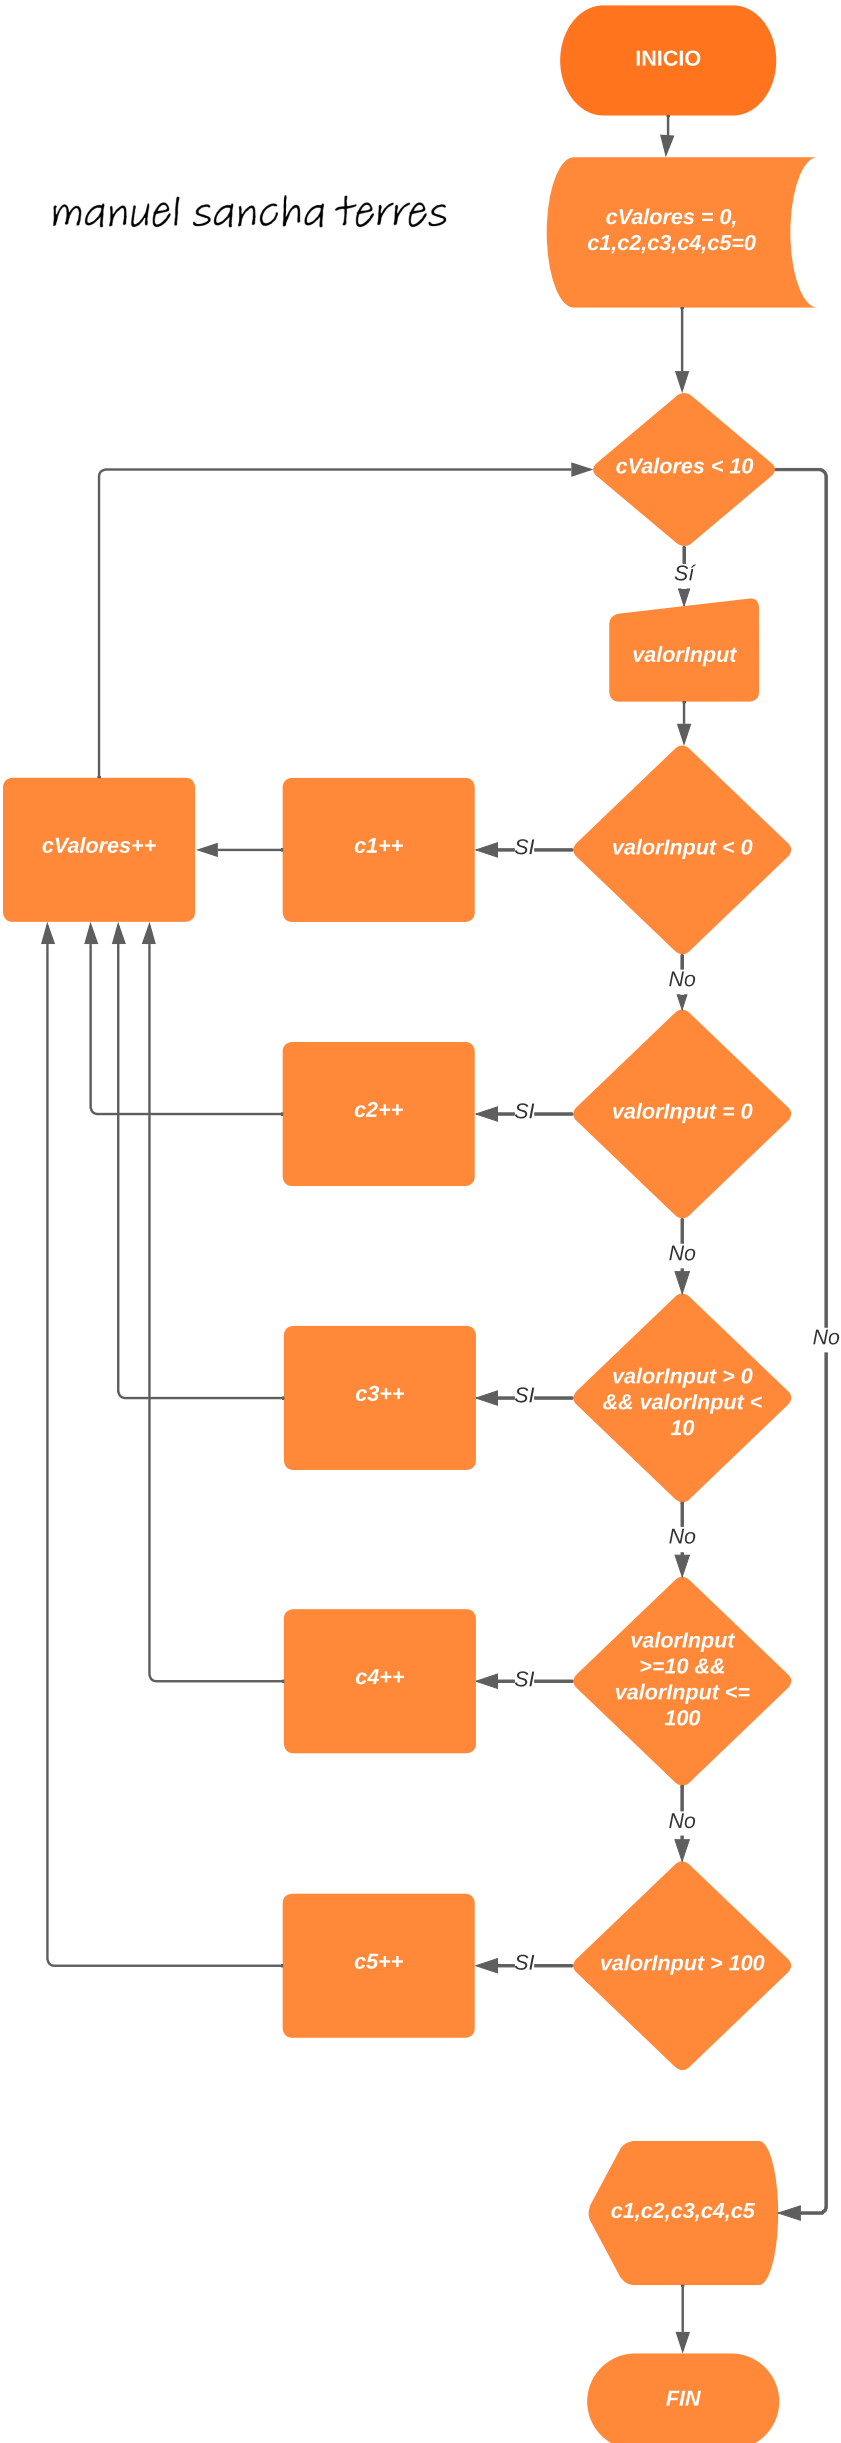 INICIO
manuel sancha terres
cValores = 0,
c1,c2,c3,c4,c5=0
cValores < 10
Sí
valorInput
cValores++
c1++
SI
valorInput < 0
No
c2++
SI
valorInput = 0
No
No
c3++
SI
valorInput > 0
&& valorInput <
10
No
c4++
SI
valorInput
>=10 &&
valorInput <=
100
No
c5++
SI
valorInput > 100
c1,c2,c3,c4,c5
FIN